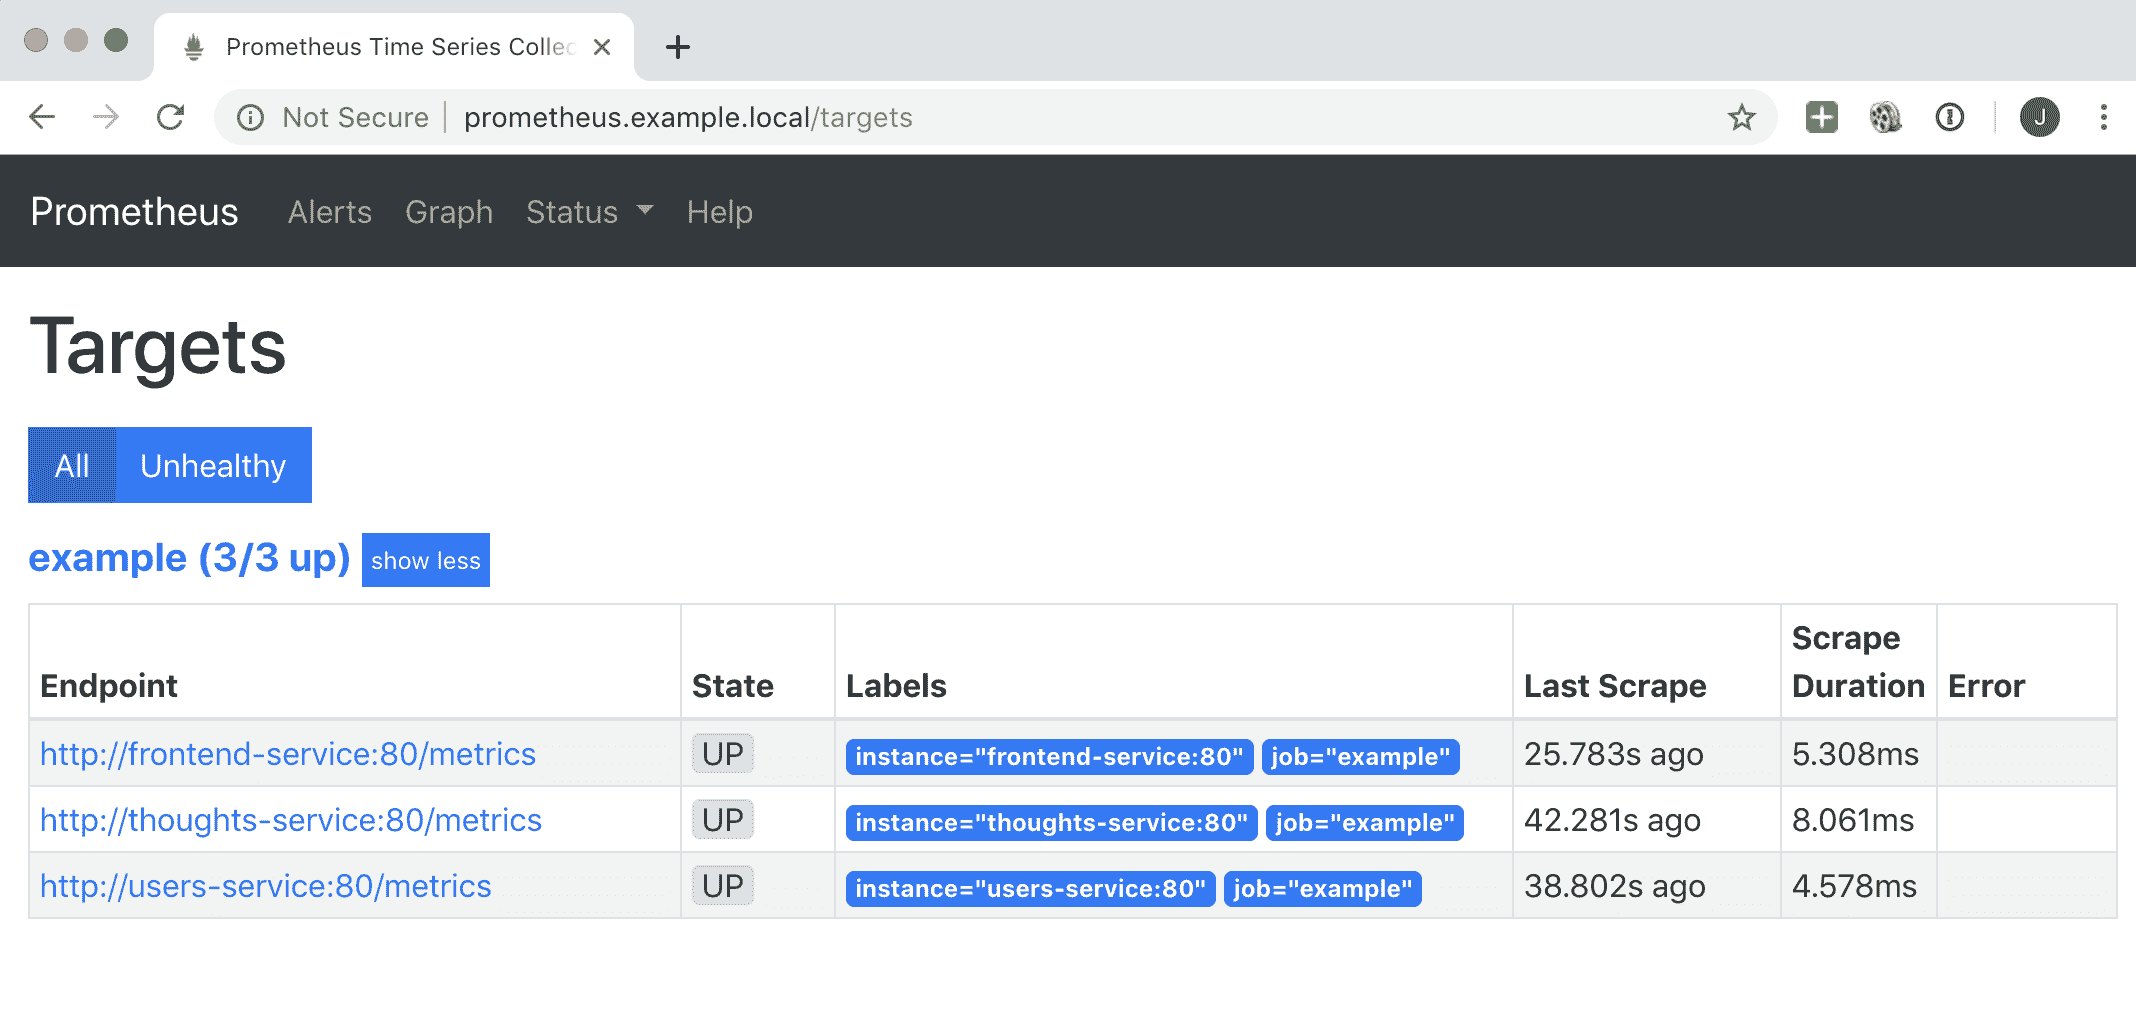 Prometheus Time Series Collec
Not Secure prometheus.example.local/targets J
Prometheus Alerts Graph Status Help
Targets
All Unhealthy
example (3/3 up) show less
Endpoint State Labels Last Scrape Scrape Duration Error
http://frontend-service:80/metrics UP instance="frontend-service:80" job="example" 25.783s ago 5.308ms
http://thoughts-service:80/metrics UP instance="thoughts-service:80" job="example" 42.281s ago 8.061ms
http://users-service:80/metrics UP instance="users-service:80" job="example" 38.802s ago 4.578ms